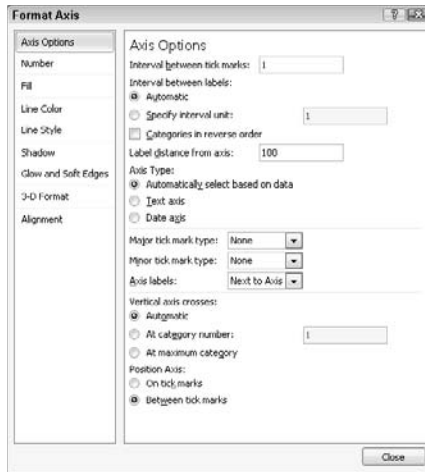 Format Axis
Axis Options
Number
Fill
Line Color
Line Style
Shadow
Glow and Soft Edges
3-D Format
Alignment
Axis Options
Interval between tick marks: 1
Interval between labels:
Automatic
Specify interval unit: 1
Categories in reverse order
Label distance from axis: 100
Axis Type:
Automatically select based on data
Text axis
Date axis
Major tick mark type: None
Minor tick mark type: None
Axis labels: Next to Axis
Vertical axis crosses:
Automatic
At category number: 1
At maximum category
Position Axis:
On tick marks
Between tick marks
Close